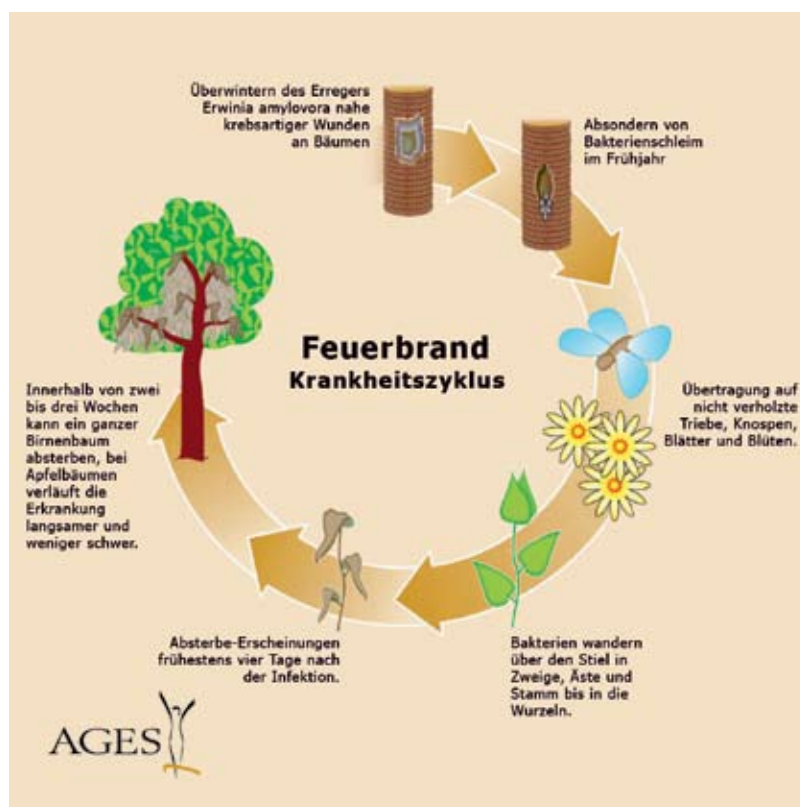 Überwintern des Erregers
Erwinia amylovora nahe
krebsartiger Wunden
an Bäumen
Absondern von
Bakterienschleim
im Frühjahr
Feuerbrand
Krankheitszyklus
Übertragung auf
nicht verholzte
Triebe, Knospen,
Blätter und Blüten.
Bakterien wandern
über den Stiel in
Zweige, Äste und
Stamm bis in die
Wurzeln.
Absterbe-Erscheinungen
frühestens vier Tage nach
der Infektion.
Innerhalb von zwei
bis drei Wochen
kann ein ganzer
Birnenbaum
absterben, bei
Apfelbäumen
verläuft die
Erkrankung
langsamer und
weniger schwer.
AGES